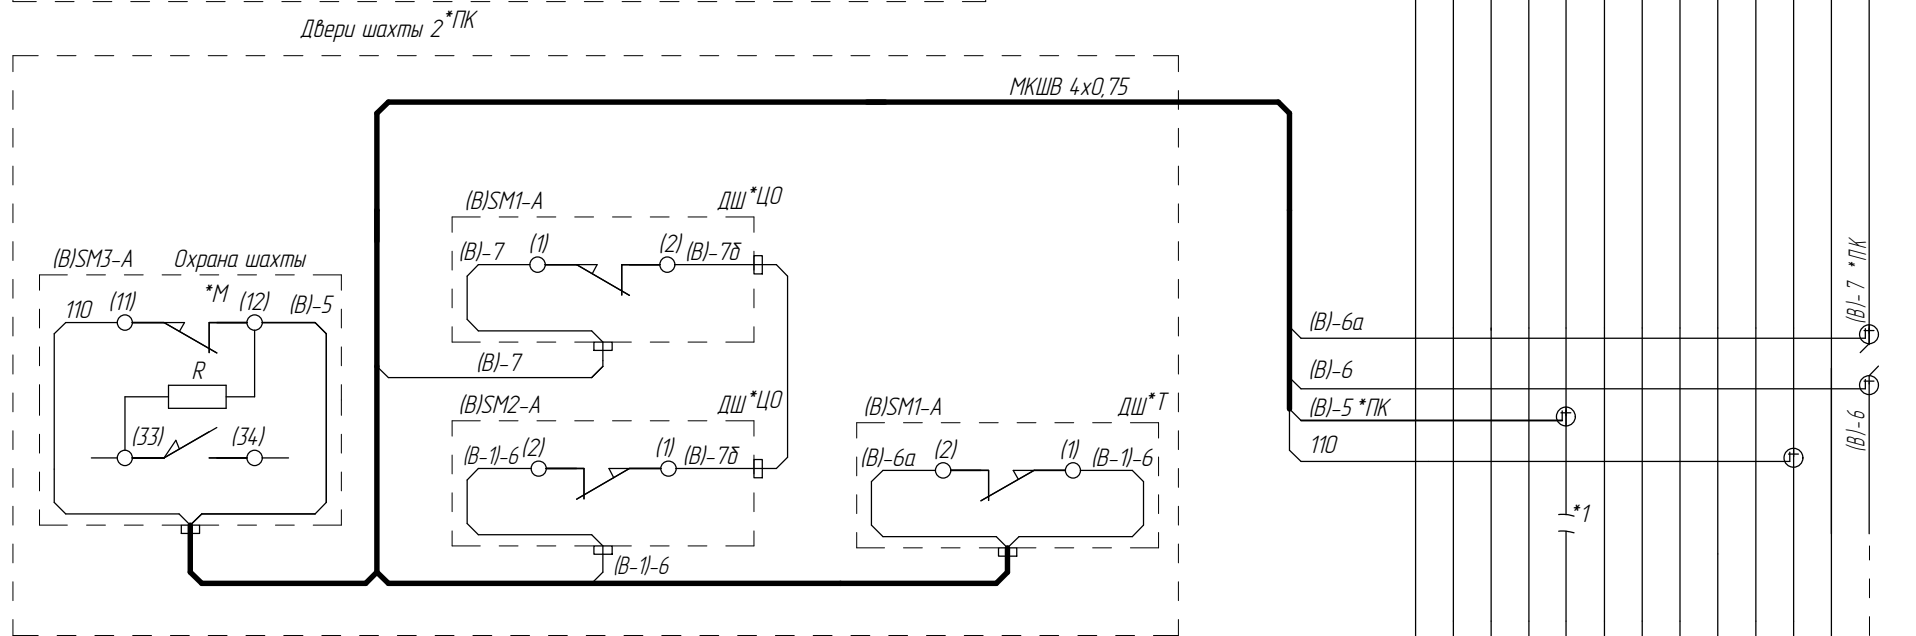 Двери шахты 2*ПК
МКШВ 4х0,75
(В)SM1-А ДШ*ЦО
(В)-7 (1) (2) (В)-7б
(В)SM3-А Охрана шахты
*М
110 (11) (12) (В)-5
R
(33) (34)
(В)-7
(В)SM2-А ДШ*ЦО
(В-1)-6 (2) (1) (В)-7б
(В-1)-6
(В)SM1-А ДШ*Т
(В)-6а (2) (1) (В-1)-6
(В)-6а
(В)-6
(В)-5 *ПК
110
*1
(В)-7 *ПК
(В)-6